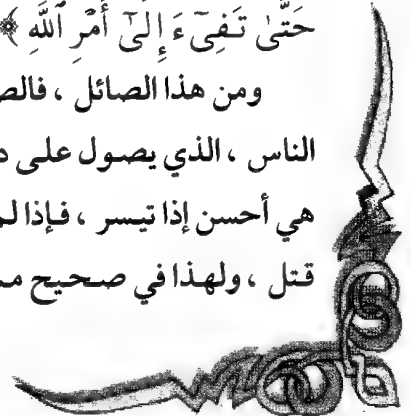 حَتَّىٰ تَفِىٓءَ إِلَىٰٓ أَمْرِ ٱللَّهِ ﴾
ومن هذا الصائل ، فالص
الناس ، الذي يصول على د
هي أحسن إذا تيسر ، فإذا لم
قتل ، ولهذا في صحيح مـ